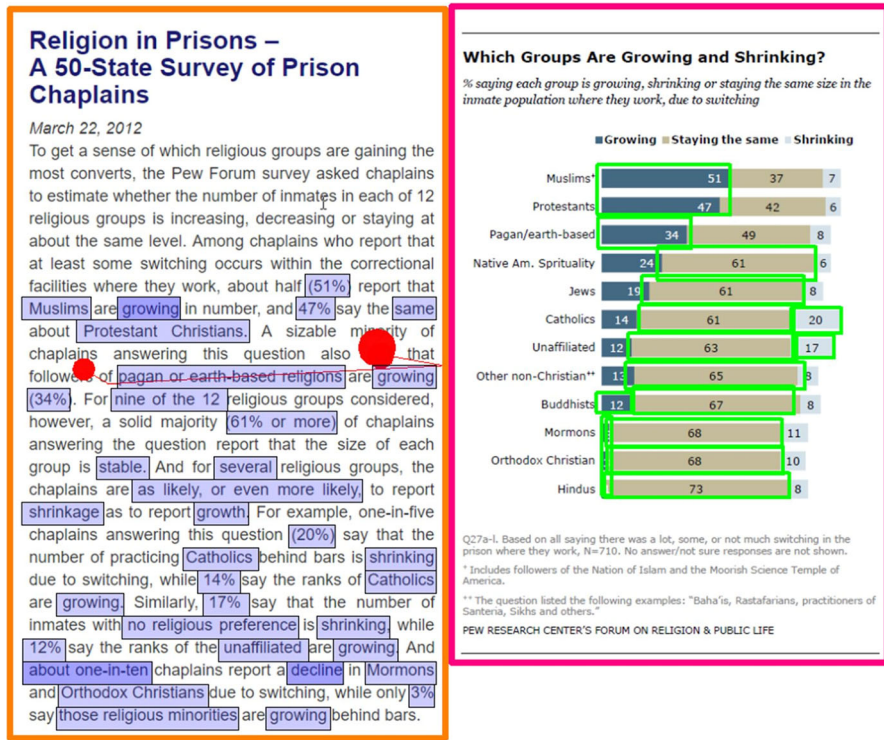 Religion in Prisons –
A 50-State Survey of Prison
Chaplains
March 22, 2012
To get a sense of which religious groups are gaining the
most converts, the Pew Forum survey asked chaplains
to estimate whether the number of inmates in each of 12
religious groups is increasing, decreasing or staying at
about the same level. Among chaplains who report that
at least some switching occurs within the correctional
facilities where they work, about half (51%) report that
Muslims are growing in number, and 47% say the same
about Protestant Christians. A sizable minority of
chaplains answering this question also that
followers of pagan or earth-based religions are growing
(34%). For nine of the 12 religious groups considered,
however, a solid majority (61% or more) of chaplains
answering the question report that the size of each
group is stable. And for several religious groups, the
chaplains are as likely, or even more likely, to report
shrinkage as to report growth. For example, one-in-five
chaplains answering this question (20%) say that the
number of practicing Catholics behind bars is shrinking
due to switching, while 14% say the ranks of Catholics
are growing. Similarly, 17% say that the number of
inmates with no religious preference is shrinking, while
12% say the ranks of the unaffiliated are growing. And
about one-in-ten chaplains report a decline in Mormons
and Orthodox Christians due to switching, while only 3%
say those religious minorities are growing behind bars.
Which Groups Are Growing and Shrinking?
% saying each group is growing, shrinking or staying the same size in the
inmate population where they work, due to switching
Growing Staying the same Shrinking
Muslims⁺ 51 37 7
Protestants 47 42 6
Pagan/earth-based 34 49 8
Native Am. Sprituality 24 61 6
Jews 19 61 8
Catholics 14 61 20
Unaffiliated 12 63 17
Other non-Christian⁺⁺ 13 65 8
Buddhists 12 67 8
Mormons 68 11
Orthodox Christian 68 10
Hindus 73 8
Q27a-l. Based on all saying there was a lot, some, or not much switching in the
prison where they work, N=710. No answer/not sure responses are not shown.
⁺ Includes followers of the Nation of Islam and the Moorish Science Temple of
America.
⁺⁺ The question listed the following examples: "Baha'is, Rastafarians, practitioners of
Santeria, Sikhs and others."
PEW RESEARCH CENTER'S FORUM ON RELIGION & PUBLIC LIFE